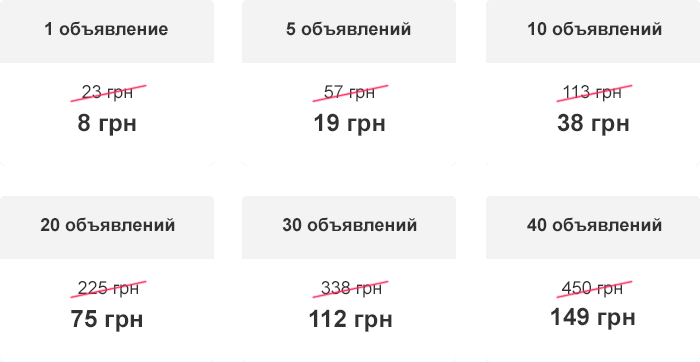 1 объявление
23 грн
8 грн
5 объявлений
57 грн
19 грн
10 объявлений
113 грн
38 грн
20 объявлений
225 грн
75 грн
30 объявлений
338 грн
112 грн
40 объявлений
450 грн
149 грн